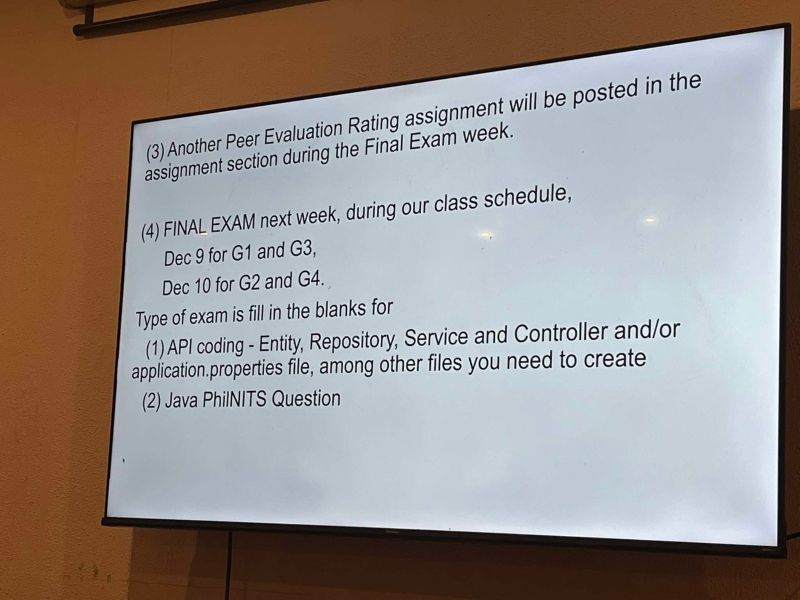 (3) Another Peer Evaluation Rating assignment will be posted in the
assignment section during the Final Exam week.
(4) FINAL EXAM next week, during our class schedule,
Dec 9 for G1 and G3,
Dec 10 for G2 and G4.
Type of exam is fill in the blanks for
(1) API coding - Entity, Repository, Service and Controller and/or
application.properties file, among other files you need to create
(2) Java PhilNITS Question